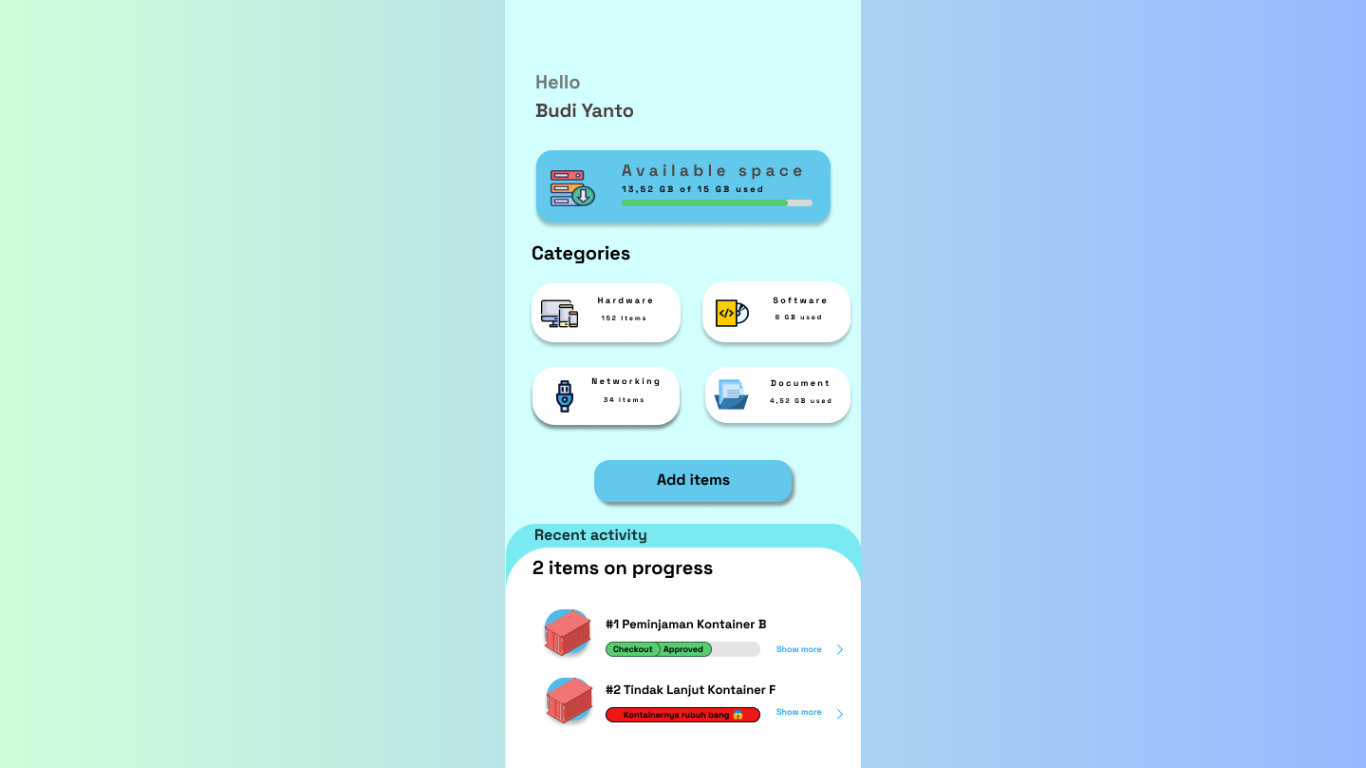 Hello
Budi Yanto
Available space
13,52 GB of 15 GB used
Categories
Hardware
152 Items
Software
8 GB used
Networking
34 Items
Document
4,52 GB used
Add items
Recent activity
2 items on progress
#1 Peminjaman Kontainer B
Checkout Approved
Show more
#2 Tindak Lanjut Kontainer F
Kontainernya rubuh bang 😱
Show more